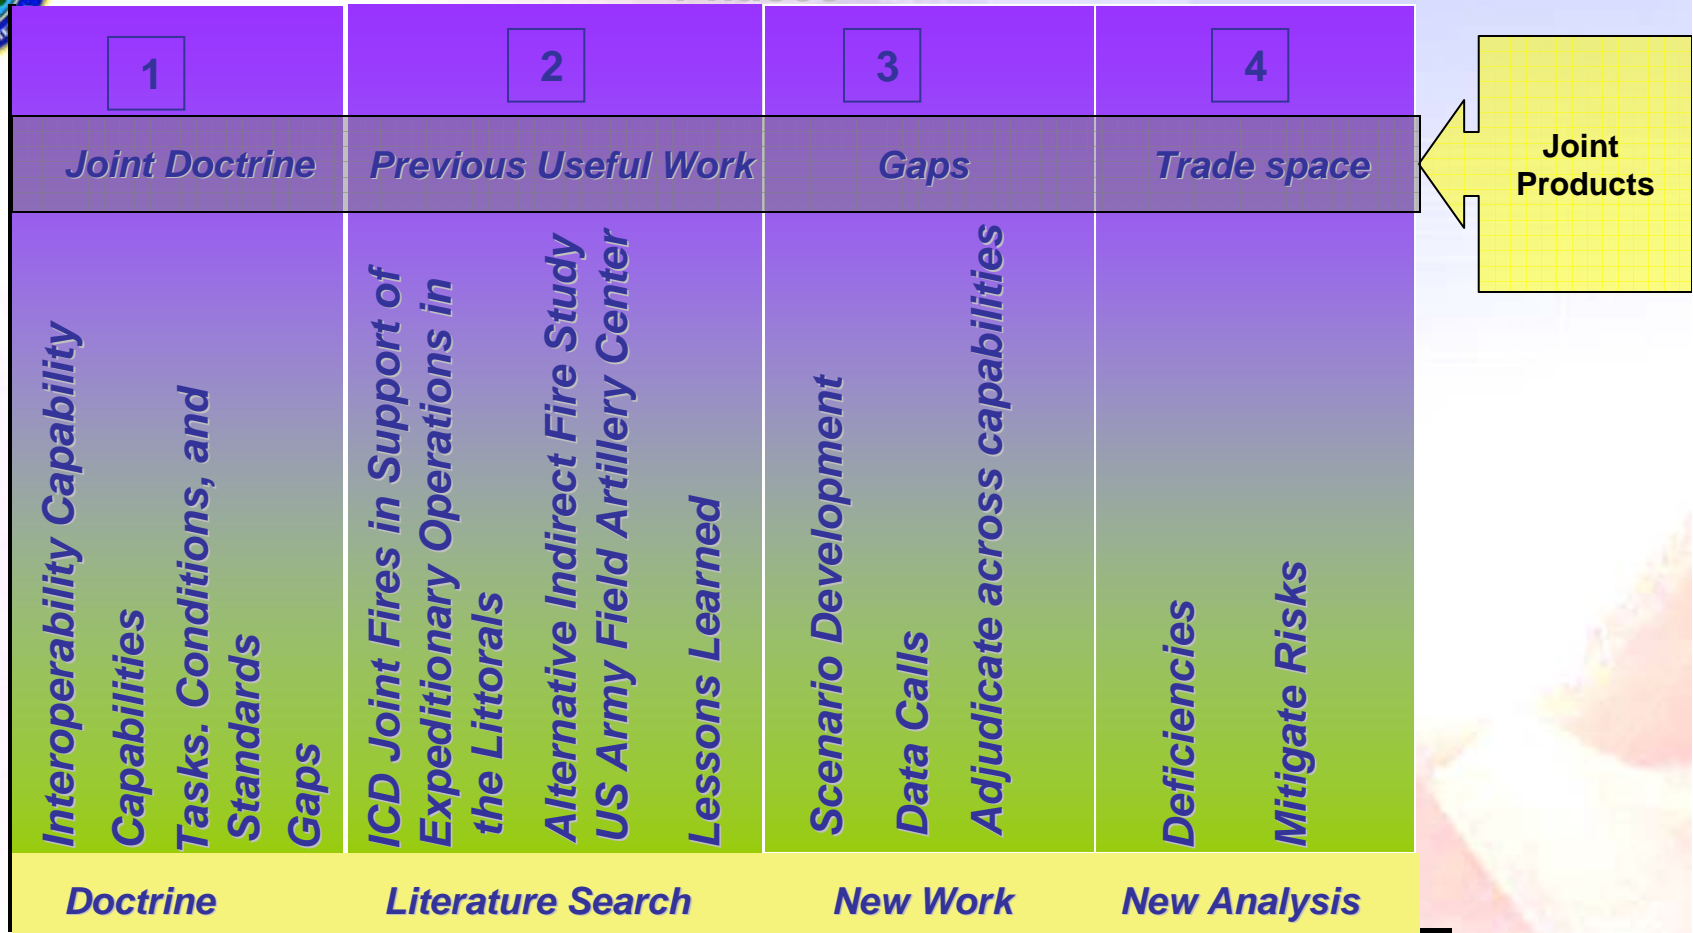 1
2
3
4
Joint Doctrine
Previous Useful Work
Gaps
Trade space
Joint
Products
Interoperability Capability
Capabilities
Tasks. Conditions, and
Standards
Gaps
ICD Joint Fires in Support of
Expeditionary Operations in
the Littorals
Alternative Indirect Fire Study
US Army Field Artillery Center
Lessons Learned
Scenario Development
Data Calls
Adjudicate across capabilities
Deficiencies
Mitigate Risks
Doctrine
Literature Search
New Work
New Analysis